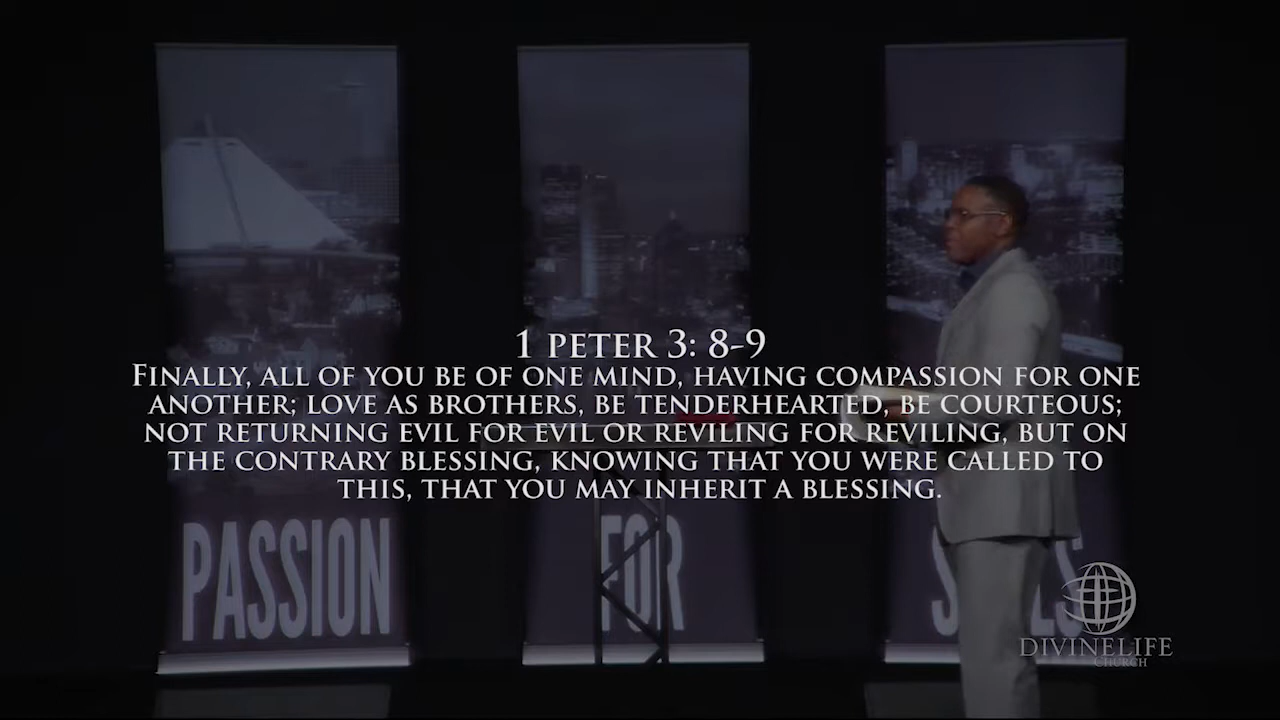 1 PETER 3: 8-9
FINALLY, ALL OF YOU BE OF ONE MIND, HAVING COMPASSION FOR ONE
ANOTHER; LOVE AS BROTHERS, BE TENDERHEARTED, BE COURTEOUS;
NOT RETURNING EVIL FOR EVIL OR REVILING FOR REVILING, BUT ON
THE CONTRARY BLESSING, KNOWING THAT YOU WERE CALLED TO
THIS, THAT YOU MAY INHERIT A BLESSING.
PASSION
FOR
DIVINELIFE
CHURCH